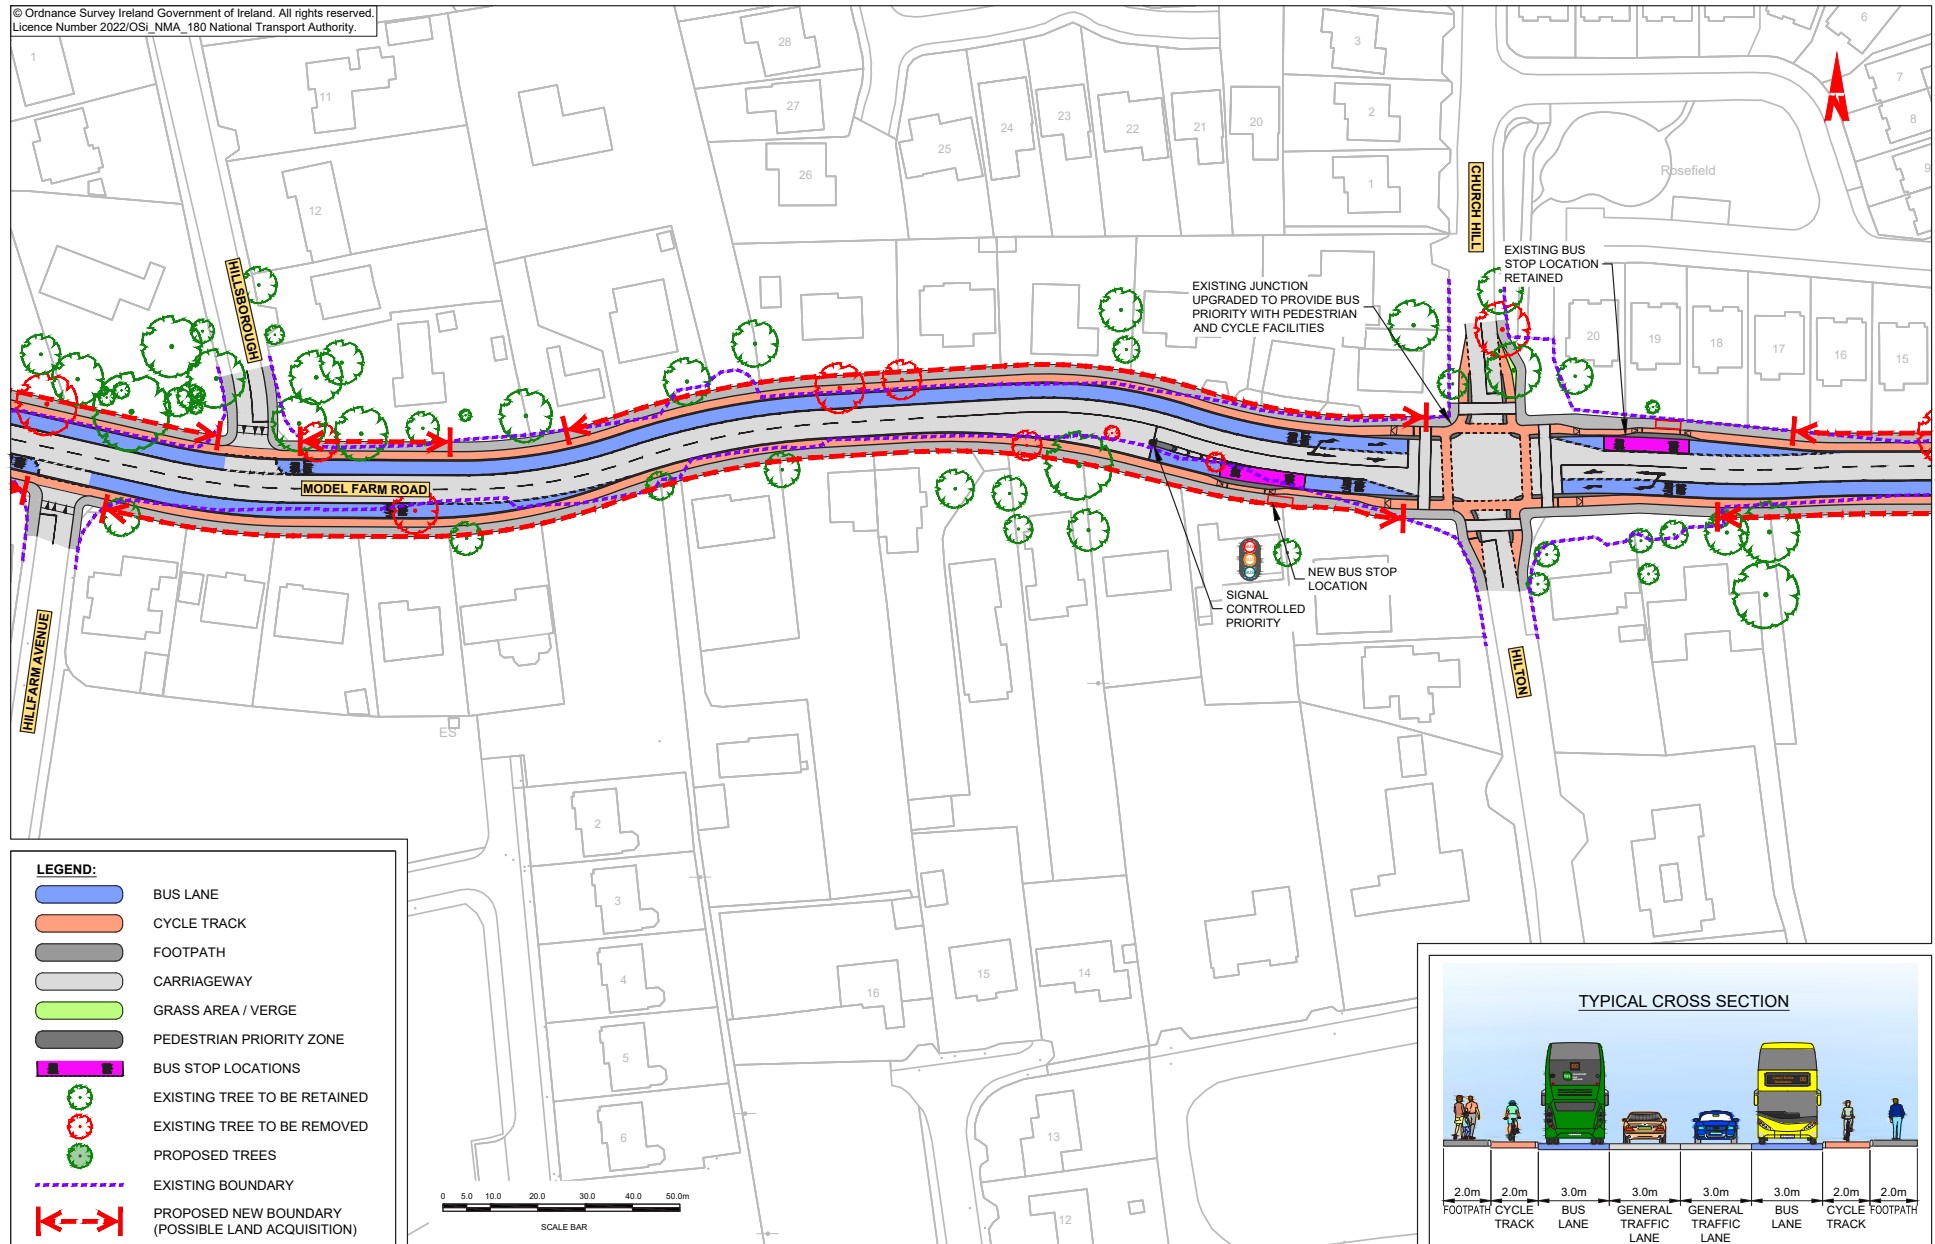 © Ordnance Survey Ireland Government of Ireland. All rights reserved.
Licence Number 2022/OSi_NMA_180 National Transport Authority.
1
11
12
28
27
26
25
24
23
22
21
20
3
2
1
6
7
8
9
Rosefield
CHURCH HILL
HILLSBOROUGH
EXISTING BUS
STOP LOCATION
RETAINED
EXISTING JUNCTION
UPGRADED TO PROVIDE BUS
PRIORITY WITH PEDESTRIAN
AND CYCLE FACILITIES
20
19
18
17
16
15
MODEL FARM ROAD
NEW BUS STOP
LOCATION
SIGNAL
CONTROLLED
PRIORITY
HILLFARM AVENUE
HILTON
ES
2
3
4
5
6
16
15
14
13
12
LEGEND:
BUS LANE
CYCLE TRACK
FOOTPATH
CARRIAGEWAY
GRASS AREA / VERGE
PEDESTRIAN PRIORITY ZONE
BUS STOP LOCATIONS
EXISTING TREE TO BE RETAINED
EXISTING TREE TO BE REMOVED
PROPOSED TREES
EXISTING BOUNDARY
PROPOSED NEW BOUNDARY
(POSSIBLE LAND ACQUISITION)
0 5.0 10.0 20.0 30.0 40.0 50.0m
SCALE BAR
TYPICAL CROSS SECTION
2.0m 2.0m 3.0m 3.0m 3.0m 3.0m 2.0m 2.0m
FOOTPATH CYCLE TRACK BUS LANE GENERAL TRAFFIC LANE GENERAL TRAFFIC LANE BUS LANE CYCLE TRACK FOOTPATH